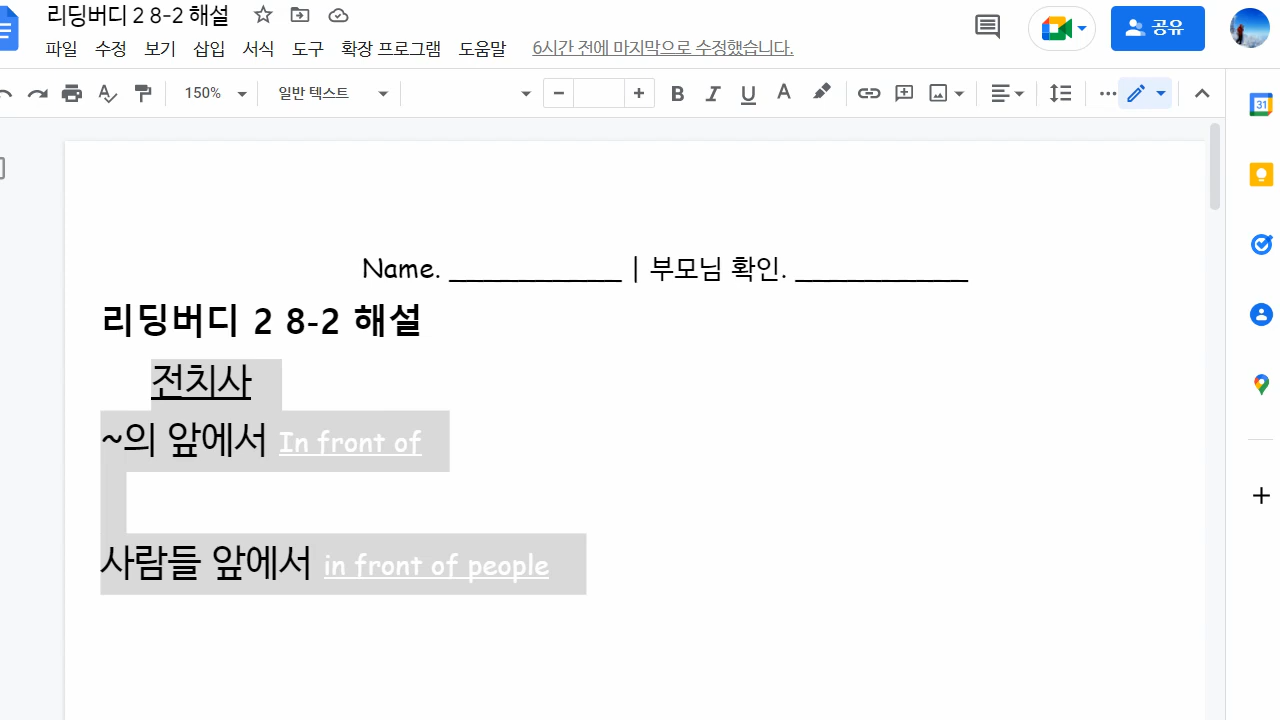 리딩버디 2 8-2 해설
파일 수정 보기 삽입 서식 도구 확장 프로그램 도움말 6시간 전에 마지막으로 수정했습니다.
공유
150% 일반 텍스트 B I U A
31
Name. ____________ | 부모님 확인. ____________
리딩버디 2 8-2 해설
전치사
~의 앞에서 In front of
사람들 앞에서 in front of people